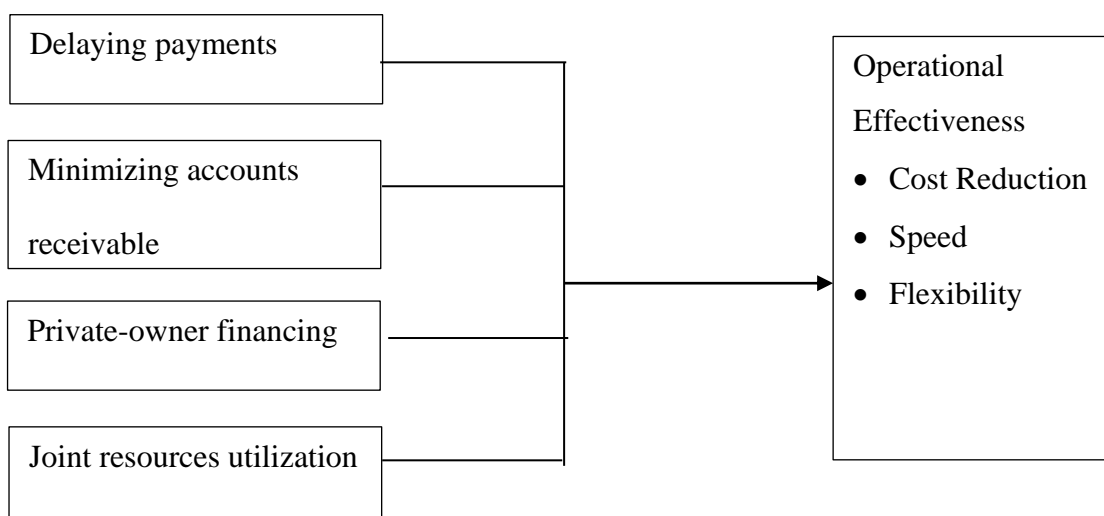 Delaying payments
Minimizing accounts
receivable
Private-owner financing
Joint resources utilization
Operational
Effectiveness
• Cost Reduction
• Speed
• Flexibility